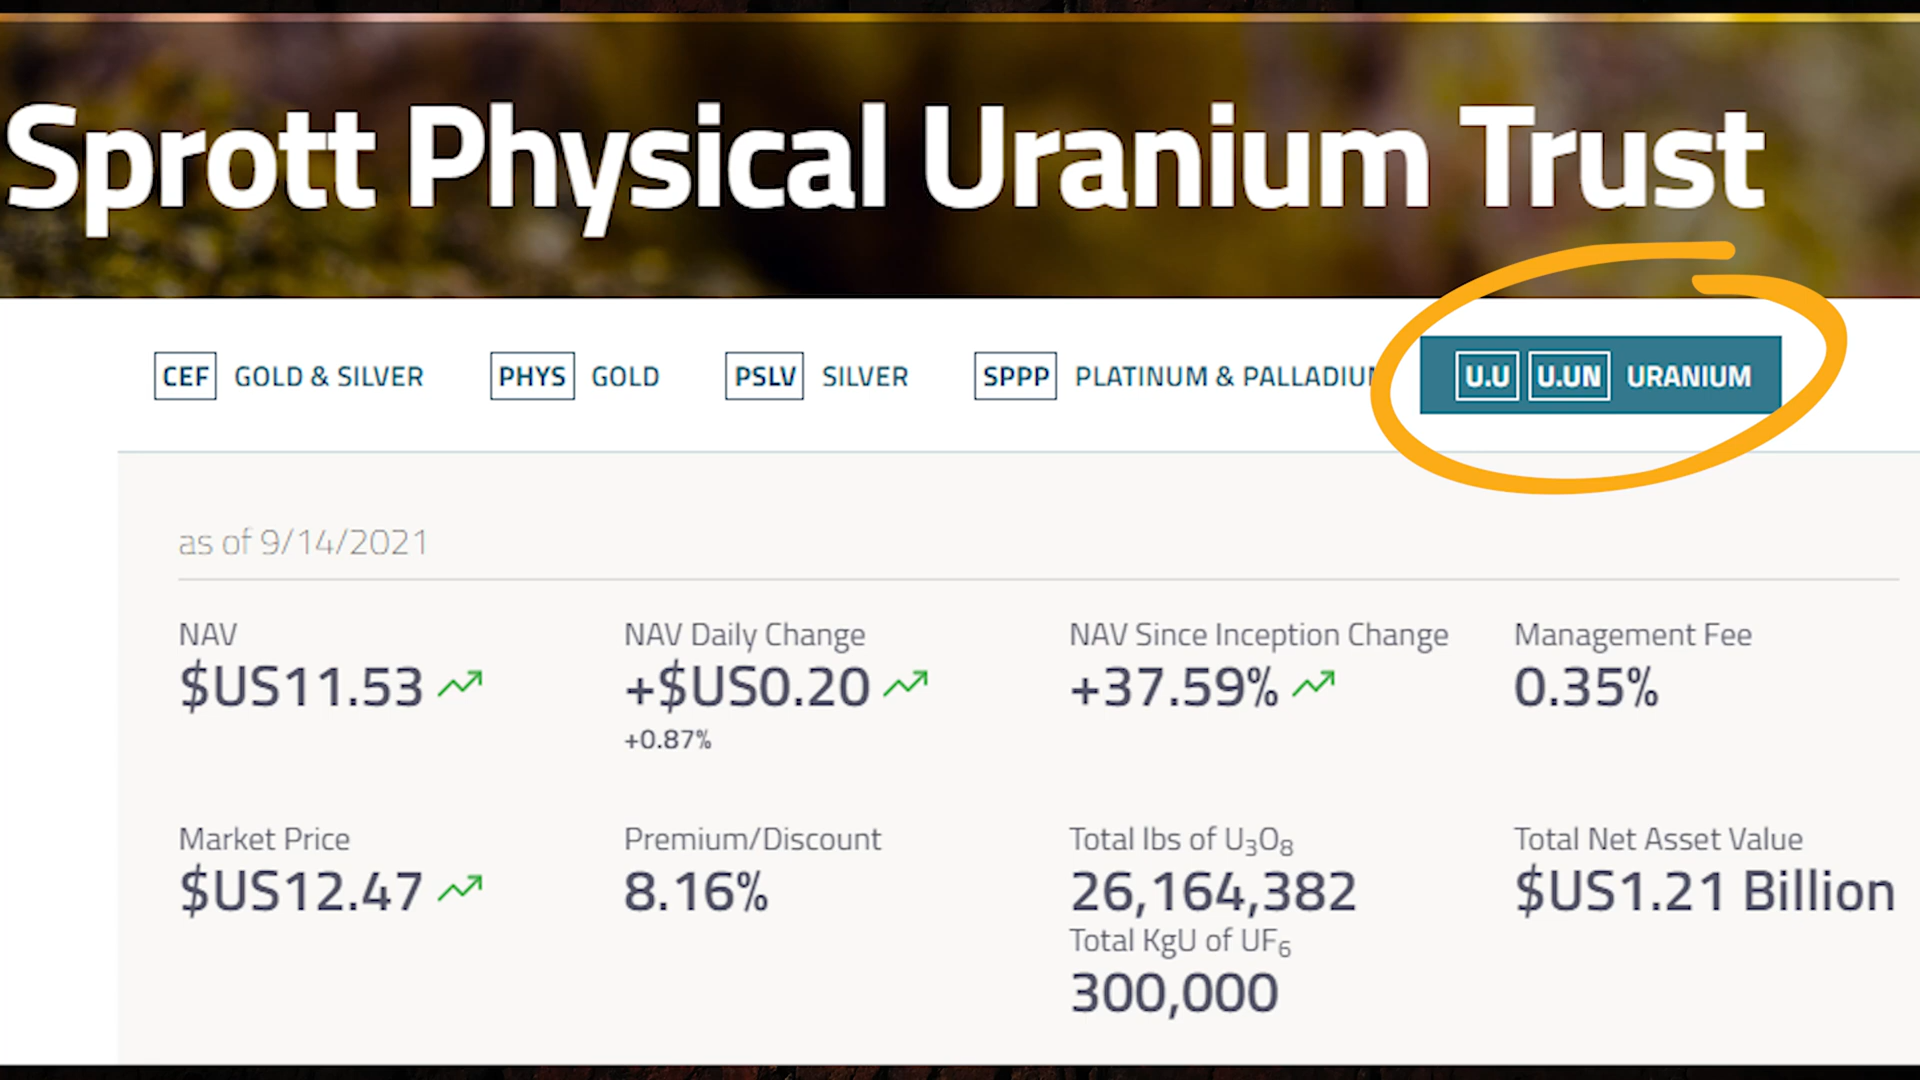 Sprott Physical Uranium Trust
CEF GOLD & SILVER PHYS GOLD PSLV SILVER SPPP PLATINUM & PALLADIUM U.U U.UN URANIUM
as of 9/14/2021
NAV NAV Daily Change NAV Since Inception Change Management Fee
$US11.53 +$US0.20 +37.59% 0.35%
+0.87%
Market Price Premium/Discount Total lbs of U₃O₈ Total Net Asset Value
$US12.47 8.16% 26,164,382 $US1.21 Billion
Total KgU of UF₆
300,000